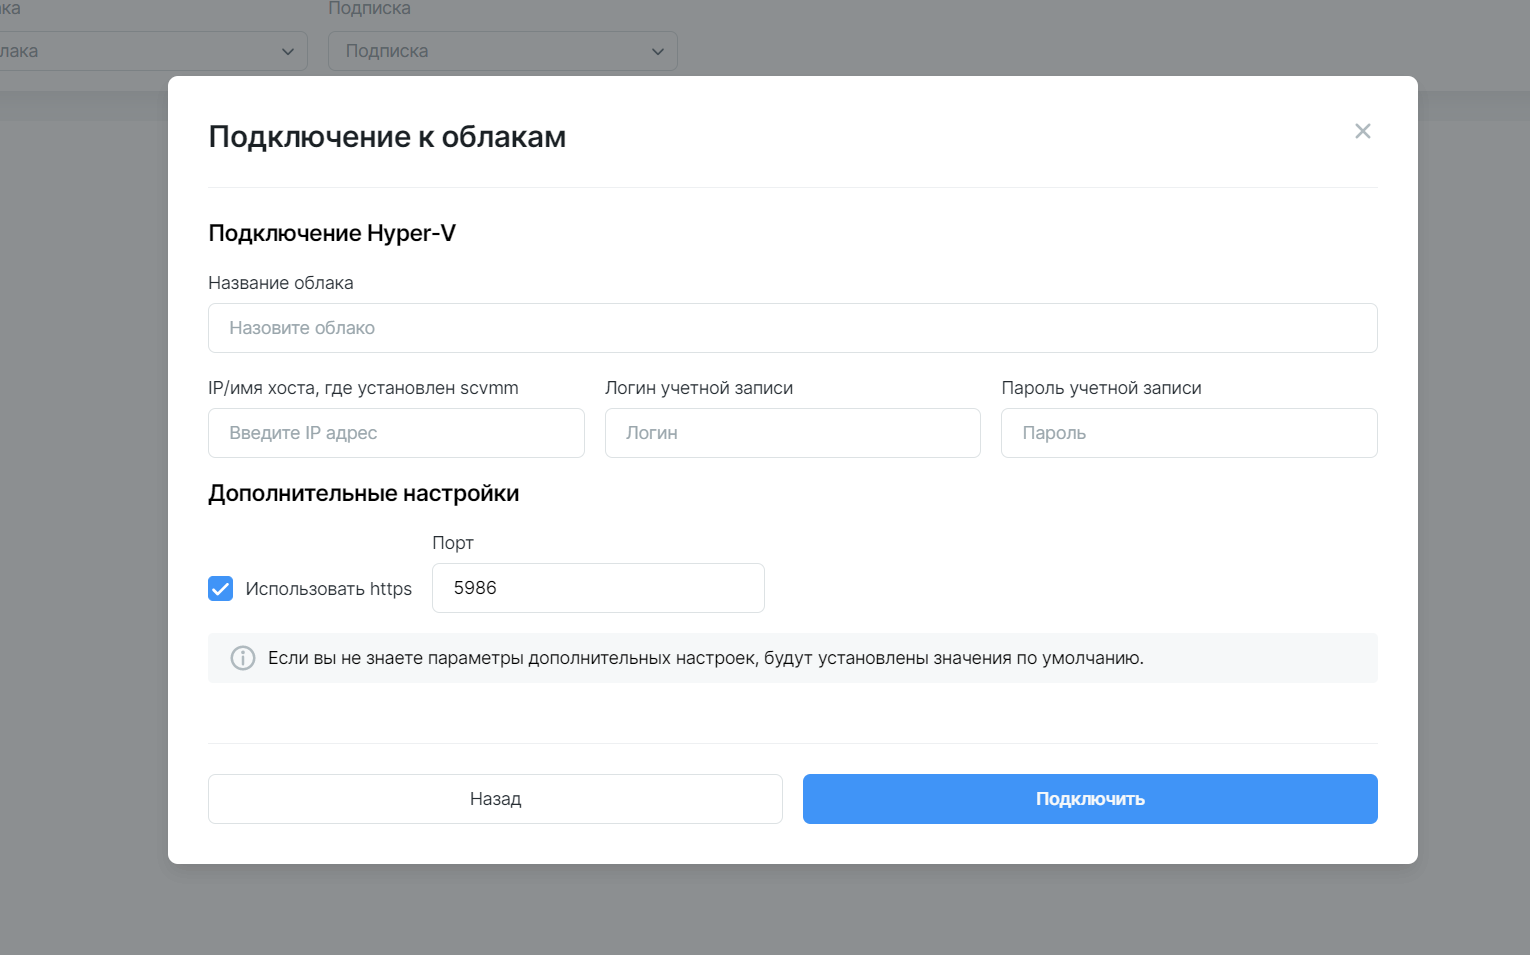 Подписка
Подписка
Подключение к облакам
Подключение Hyper-V
Название облака
Назовите облако
IP/имя хоста, где установлен scvmm Логин учетной записи Пароль учетной записи
Введите IP адрес Логин Пароль
Дополнительные настройки
Порт
Использовать https 5986
Если вы не знаете параметры дополнительных настроек, будут установлены значения по умолчанию.
Назад Подключить